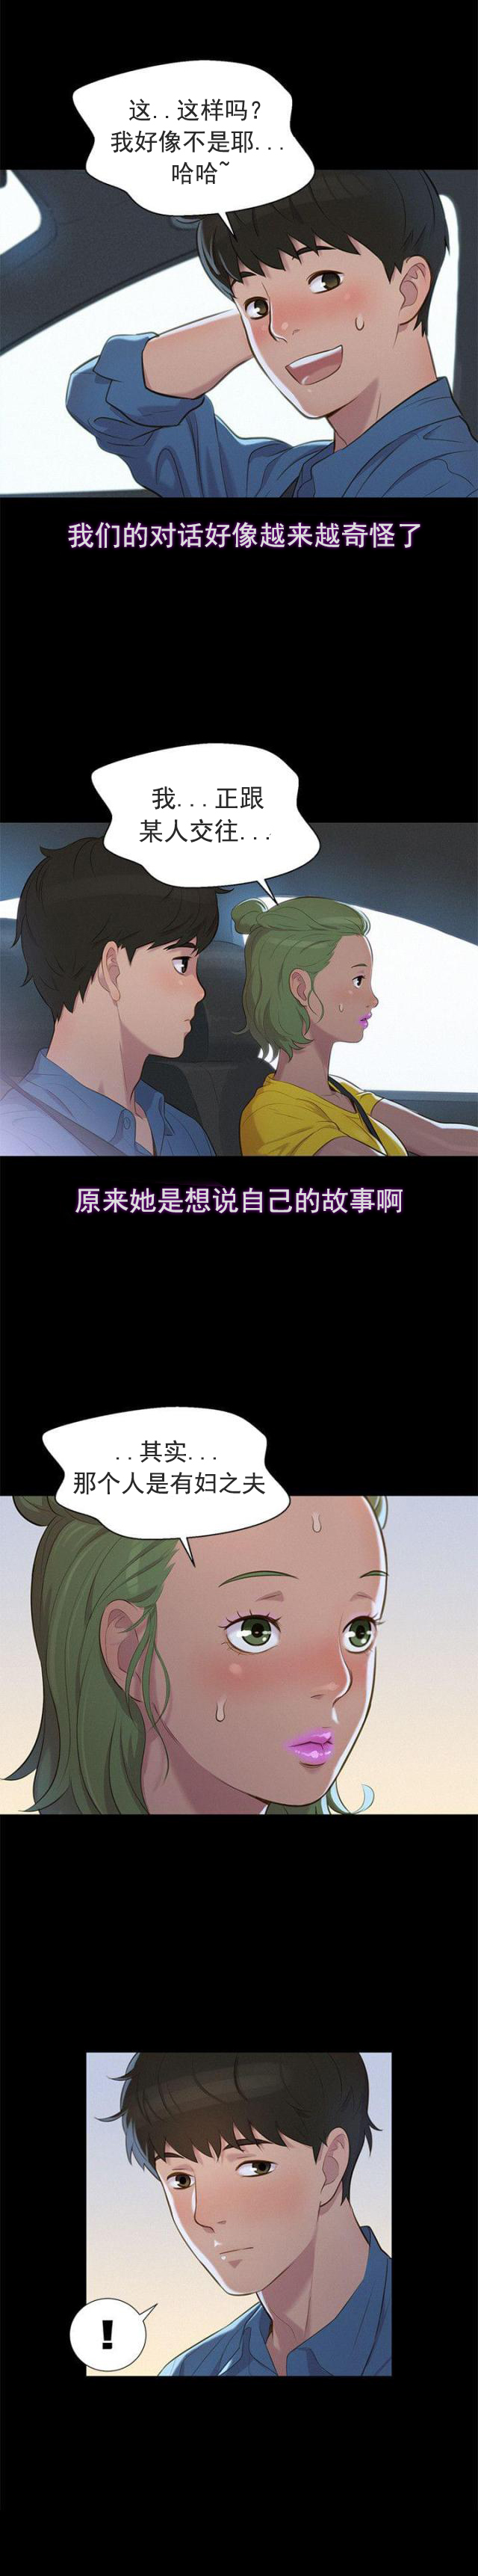 这..这样吗?
我好像不是耶...
哈哈~
我们的对话好像越来越奇怪了
我...正跟
某人交往...
原来她是想说自己的故事啊
..其实...
那个人是有妇之夫
!